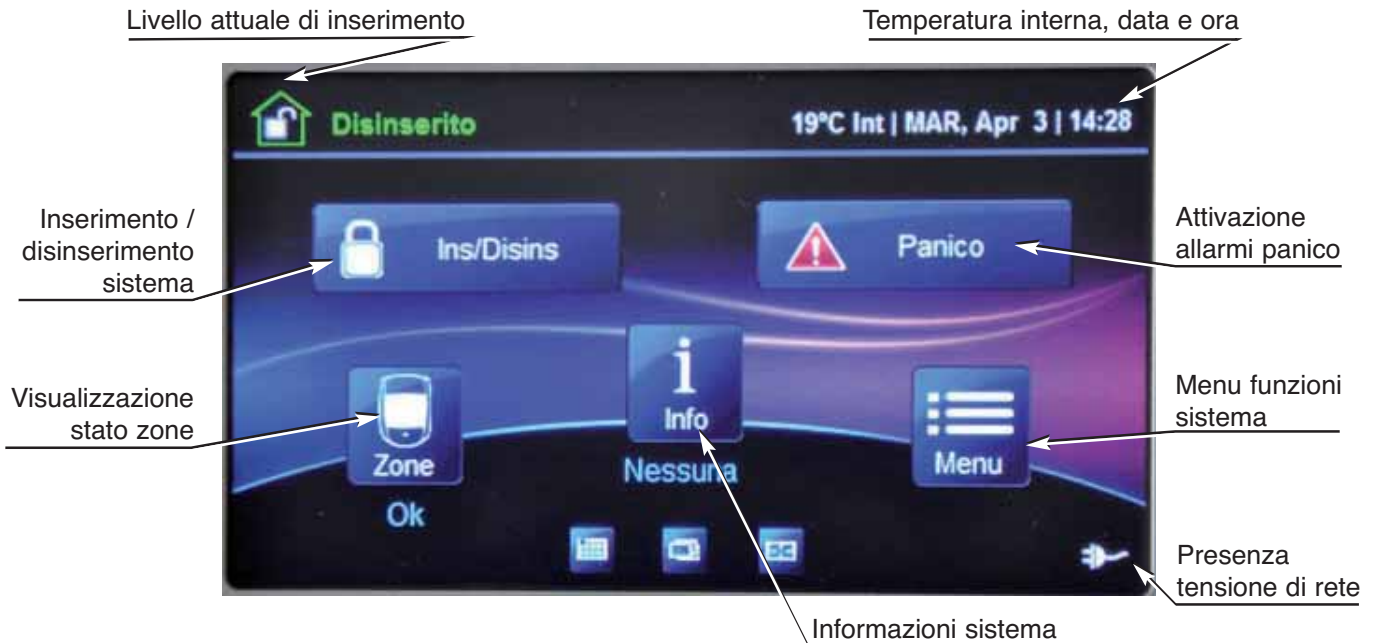 Livello attuale di inserimento
Temperatura interna, data e ora
Disinserito
19°C Int | MAR, Apr 3 | 14:28
Inserimento /
disinserimento
sistema
Ins/Disins
Panico
Attivazione
allarmi panico
Visualizzazione
stato zone
Zone
Ok
i
Info
Nessuna
Menu
Menu funzioni
sistema
Presenza
tensione di rete
Informazioni sistema